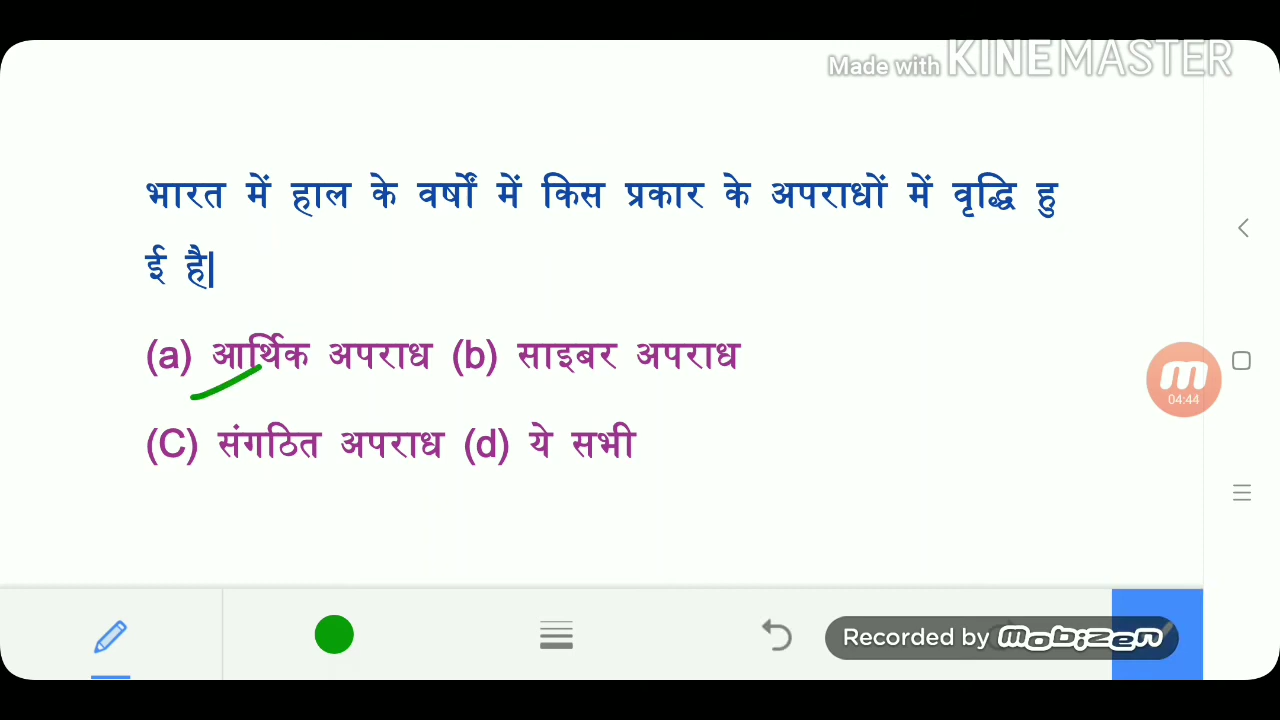 Made with KINEMASTER
भारत में हाल के वर्षों में किस प्रकार के अपराधों में वृद्धि हु
ई है|
(a) आर्थिक अपराध (b) साइबर अपराध
04:44
(C) संगठित अपराध (d) ये सभी
Recorded by mobizen